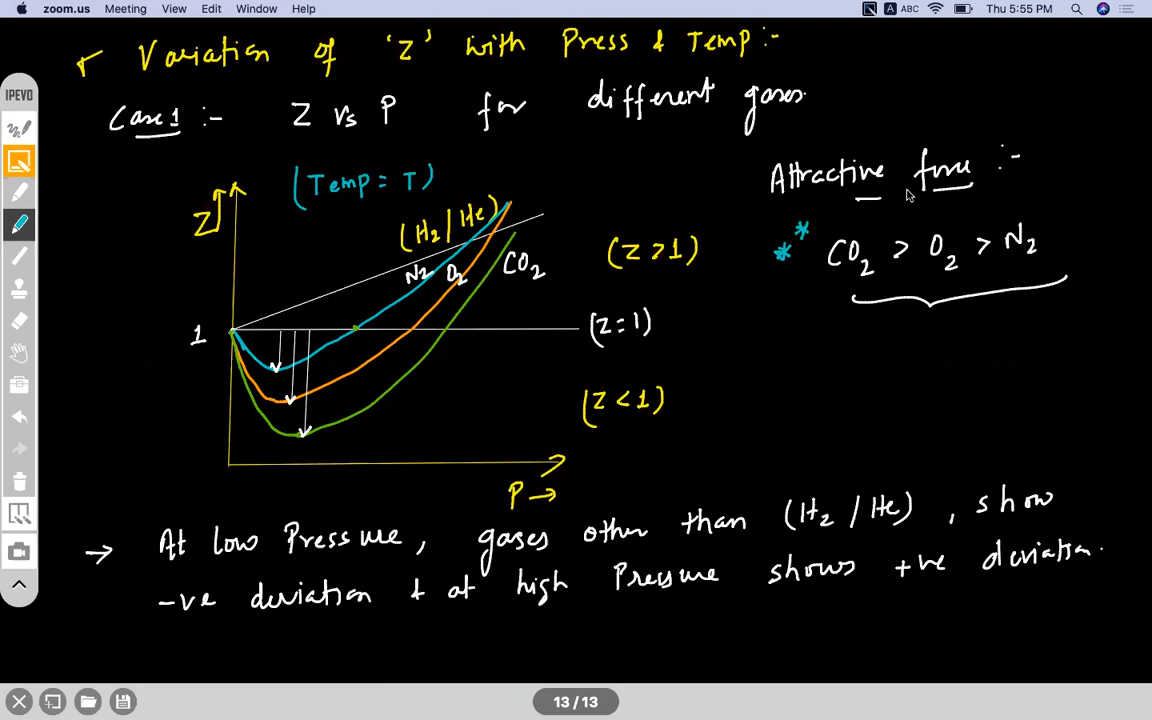 zoom.us Meeting View Edit Window Help A ABC Thu 5:55 PM
IPEVO
Variation of 'Z' with Press & Temp:-
Case 1 :- Z vs P for different gases.
(Temp = T)
Attractive force :-
Z
(H2/He)
N2 O2 CO2
(Z>1)
** CO2 > O2 > N2
1
(Z=1)
(Z<1)
P →
→ At low Pressure, gases other than (H2/He), show
-ve deviation & at high Pressure shows +ve deviation.
13/13